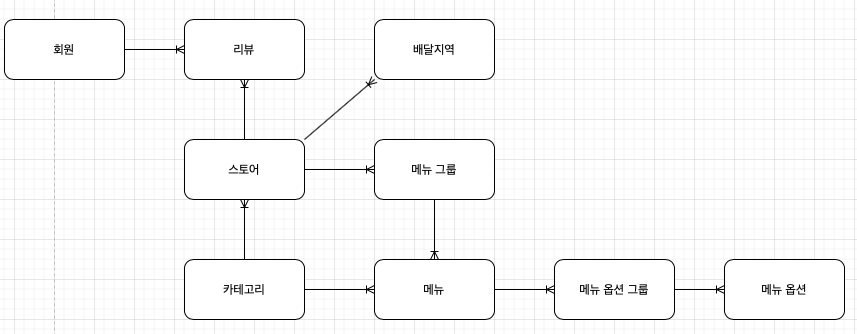 회원
리뷰
배달지역
스토어
메뉴 그룹
카테고리
메뉴
메뉴 옵션 그룹
메뉴 옵션